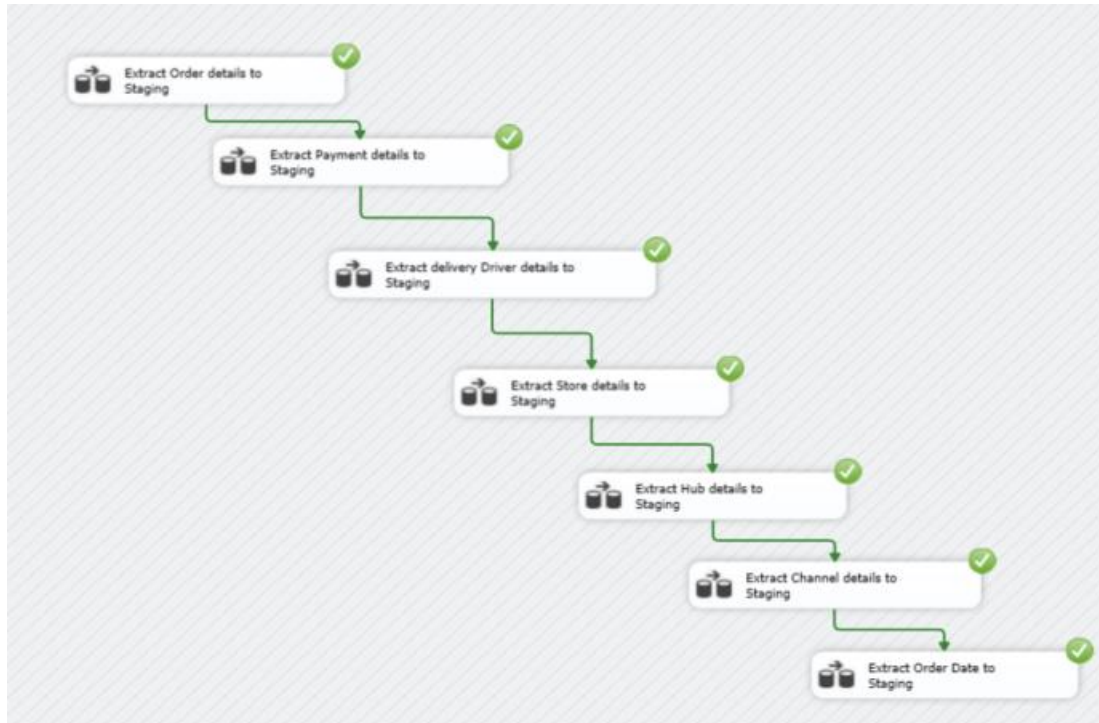 Extract Order details to
Staging
Extract Payment details to
Staging
Extract delivery Driver details to
Staging
Extract Store details to
Staging
Extract Hub details to
Staging
Extract Channel details to
Staging
Extract Order Date to
Staging